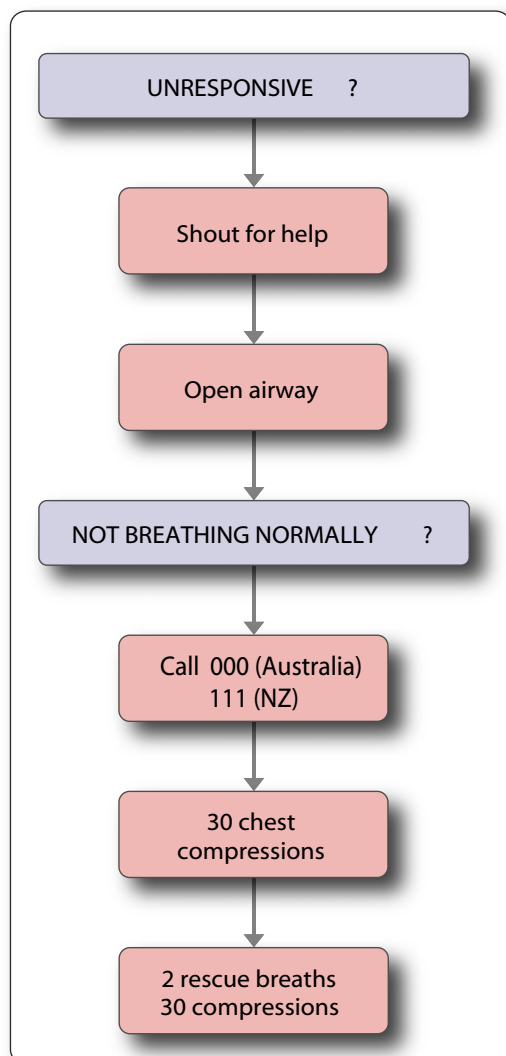 UNRESPONSIVE ?
Shout for help
Open airway
NOT BREATHING NORMALLY ?
Call 000 (Australia)
111 (NZ)
30 chest
compressions
2 rescue breaths
30 compressions